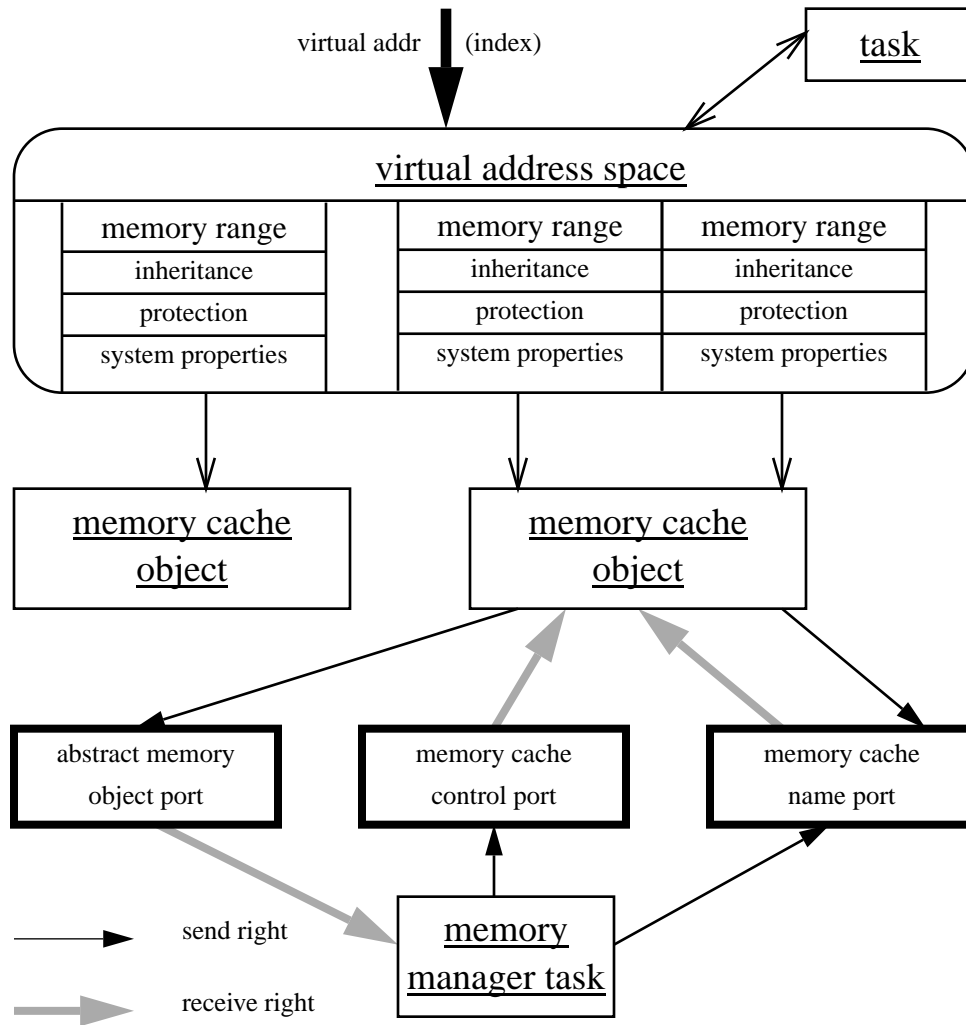 virtual addr (index)
task
virtual address space
memory range memory range memory range
inheritance inheritance inheritance
protection protection protection
system properties system properties system properties
memory cache
object
memory cache
object
abstract memory
object port
memory cache
control port
memory cache
name port
send right
receive right
memory
manager task